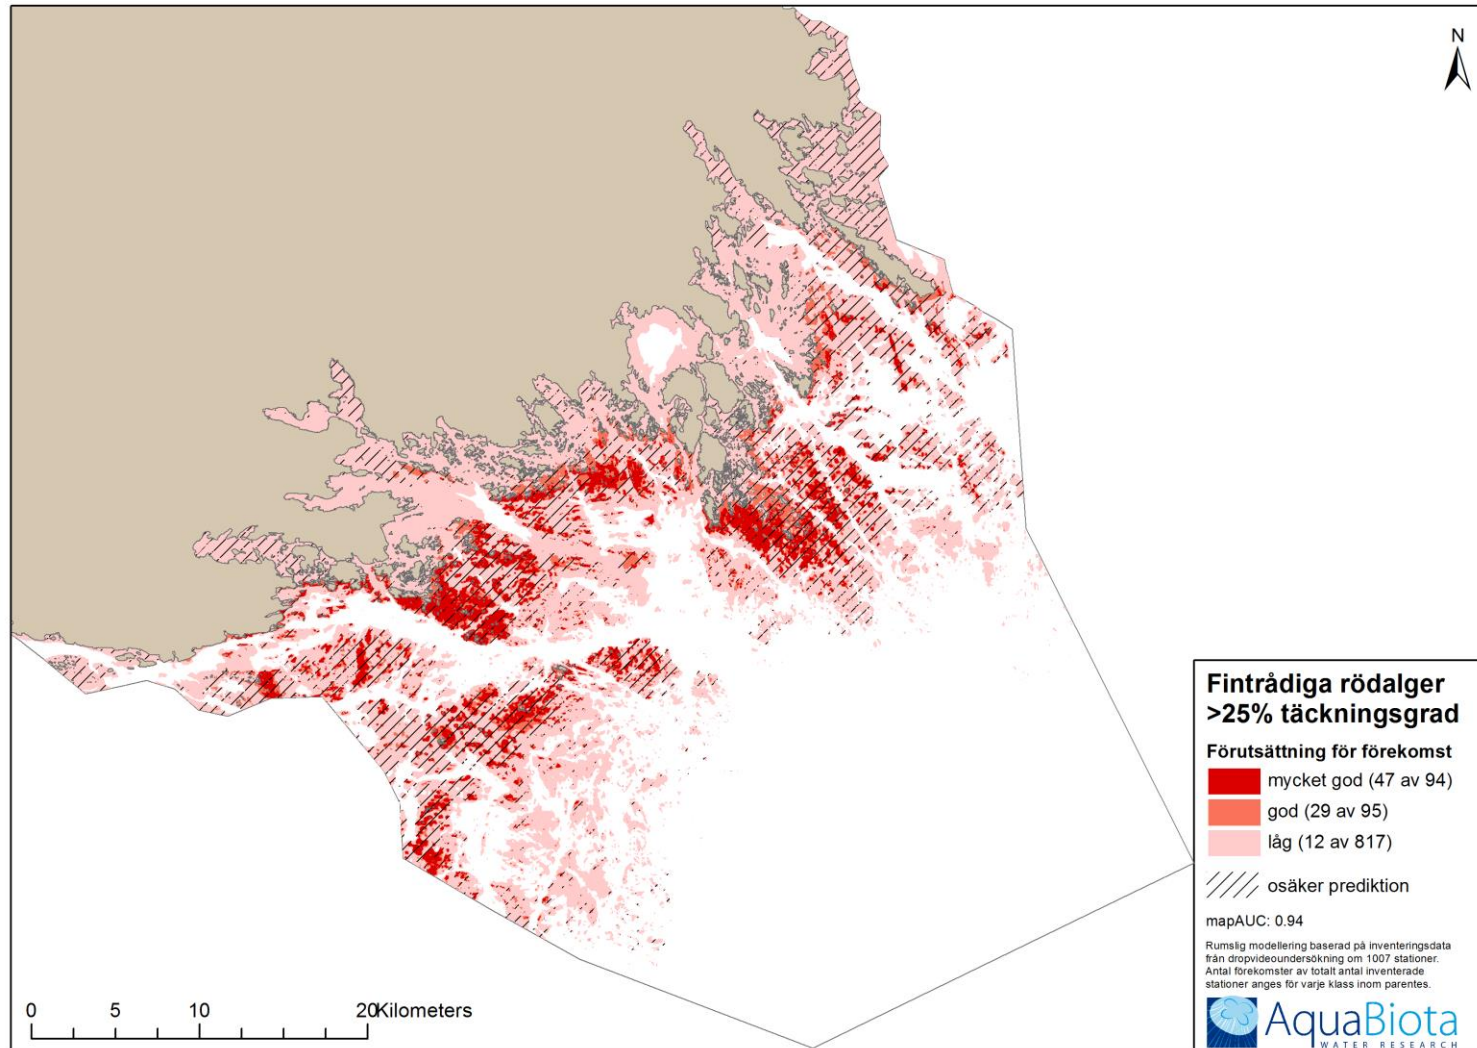 N
Fintrådiga rödalger
>25% täckningsgrad
Förutsättning för förekomst
mycket god (47 av 94)
god (29 av 95)
låg (12 av 817)
osäker prediktion
mapAUC: 0.94
Rumslig modellering baserad på inventeringsdata
från dropvideoundersökning om 1007 stationer.
Antal förekomster av totalt antal inventerade
stationer anges för varje klass inom parentes.
AquaBiota
WATER RESEARCH
0 5 10 20 Kilometers